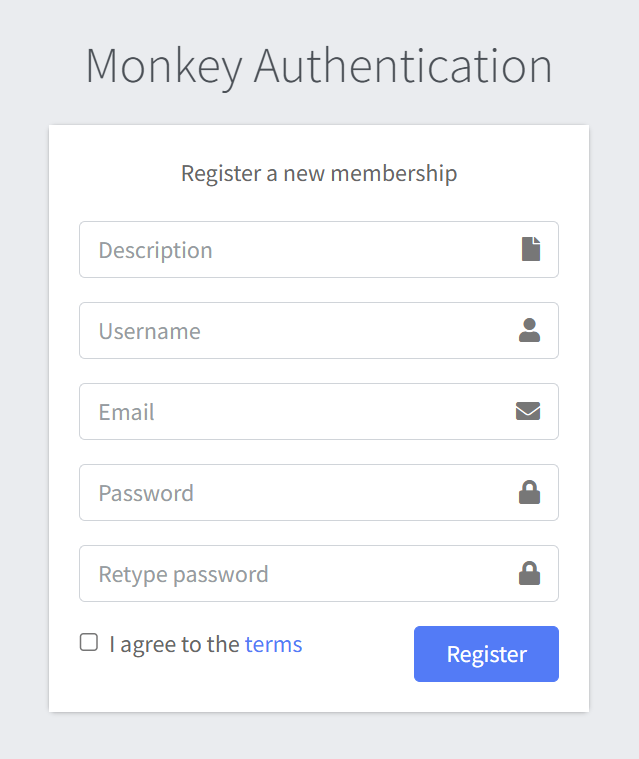 Monkey Authentication
Register a new membership
Description
Username
Email
Password
Retype password
I agree to the terms
Register